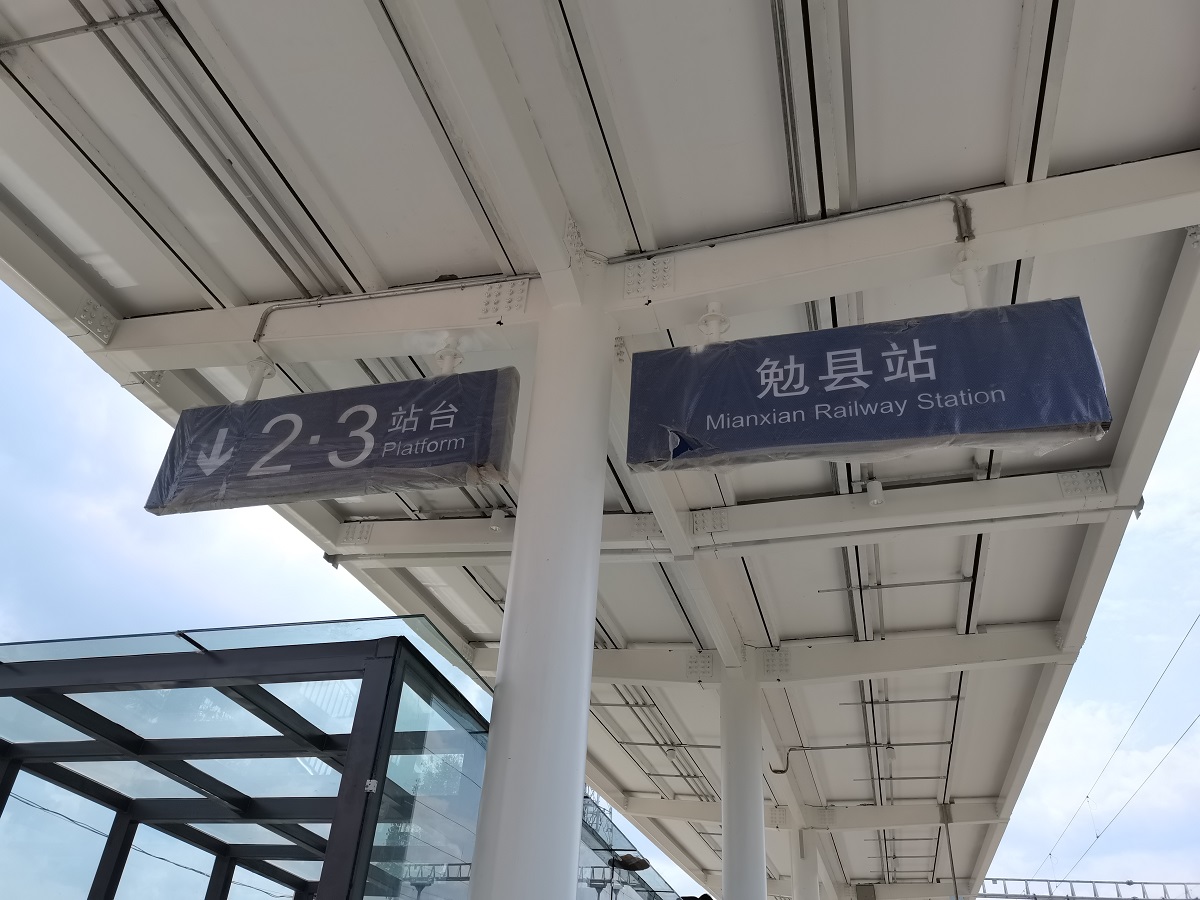 ↓ 2·3 站台
Platform
勉县站
Mianxian Railway Station